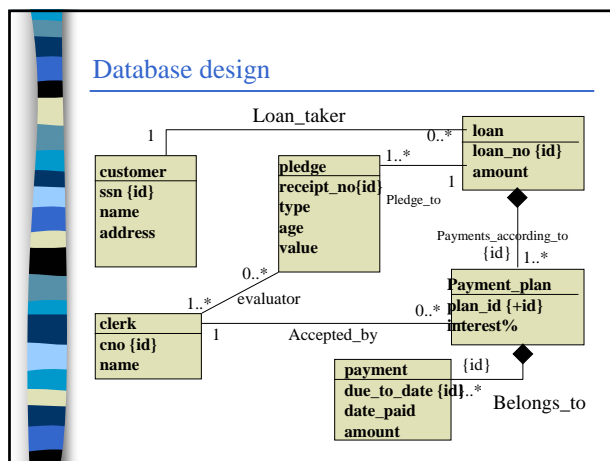 Database design
Loan_taker
1
0..*
loan
loan_no {id}
amount
customer
ssn {id}
name
address
pledge
receipt_no{id}
type
age
value
1..*
1
Pledge_to
Payments_according_to
{id}
1..*
0..*
1..*
evaluator
Payment_plan
plan_id {+id}
interest%
clerk
cno {id}
name
1
0..*
Accepted_by
payment
due_to_date {id}
date_paid
amount
{id}
1..*
Belongs_to